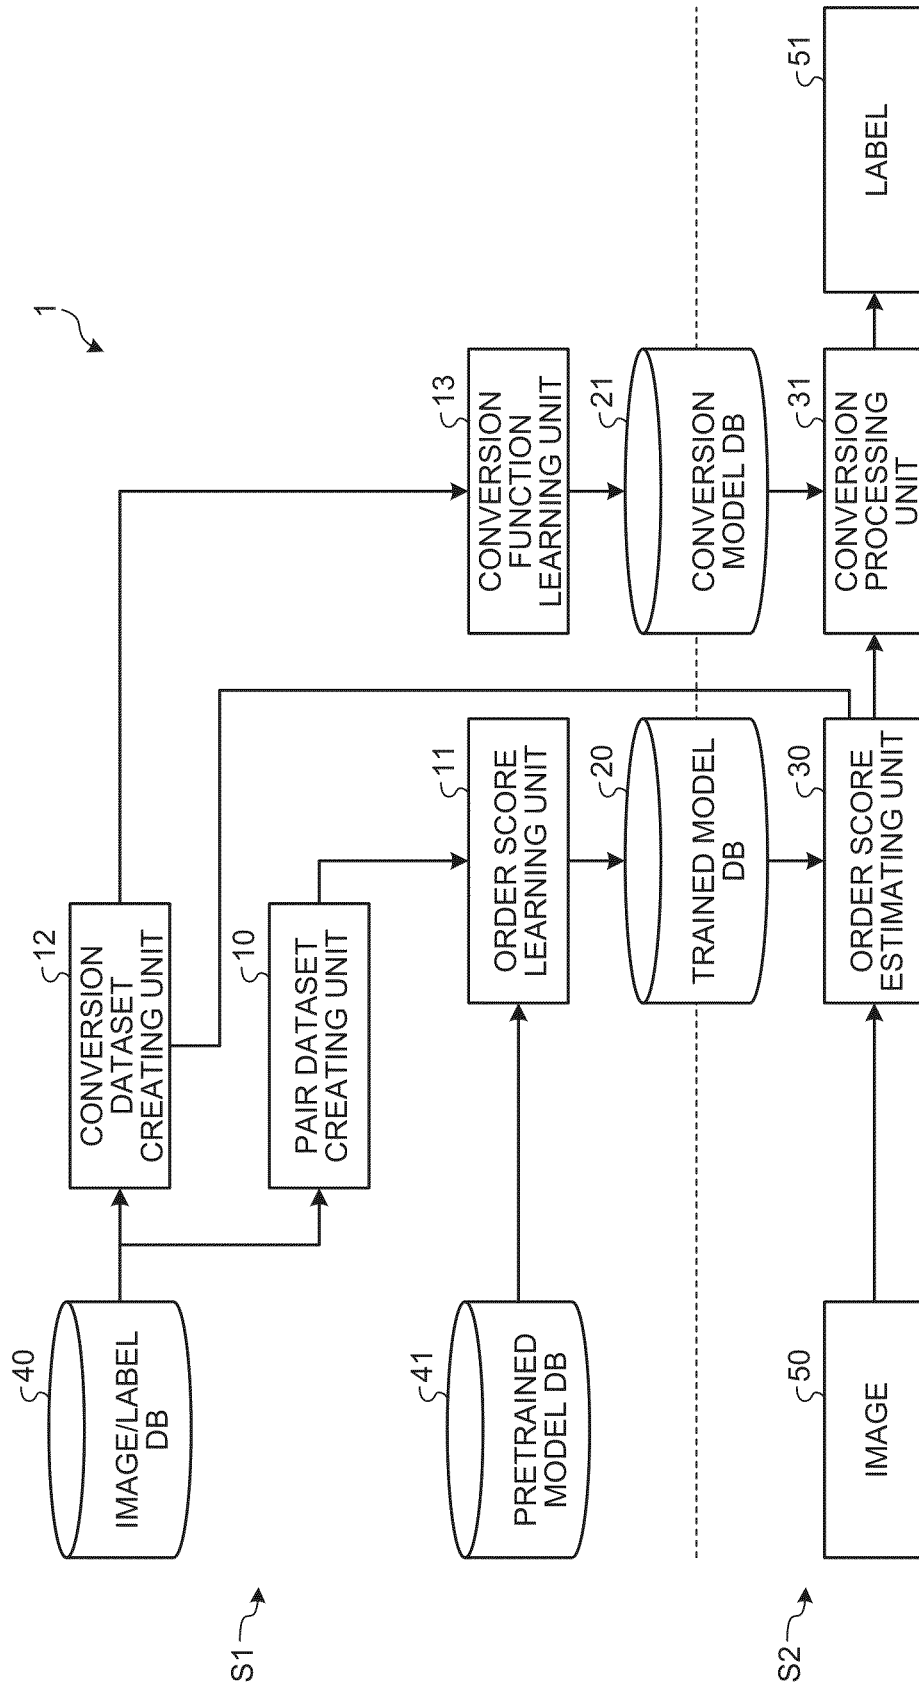 1
S1
40
IMAGE/LABEL
DB
12
CONVERSION
DATASET
CREATING UNIT
10
PAIR DATASET
CREATING UNIT
41
PRETRAINED
MODEL DB
11
ORDER SCORE
LEARNING UNIT
13
CONVERSION
FUNCTION
LEARNING UNIT
20
TRAINED MODEL
DB
21
CONVERSION
MODEL DB
S2
50
IMAGE
30
ORDER SCORE
ESTIMATING UNIT
31
CONVERSION
PROCESSING
UNIT
51
LABEL